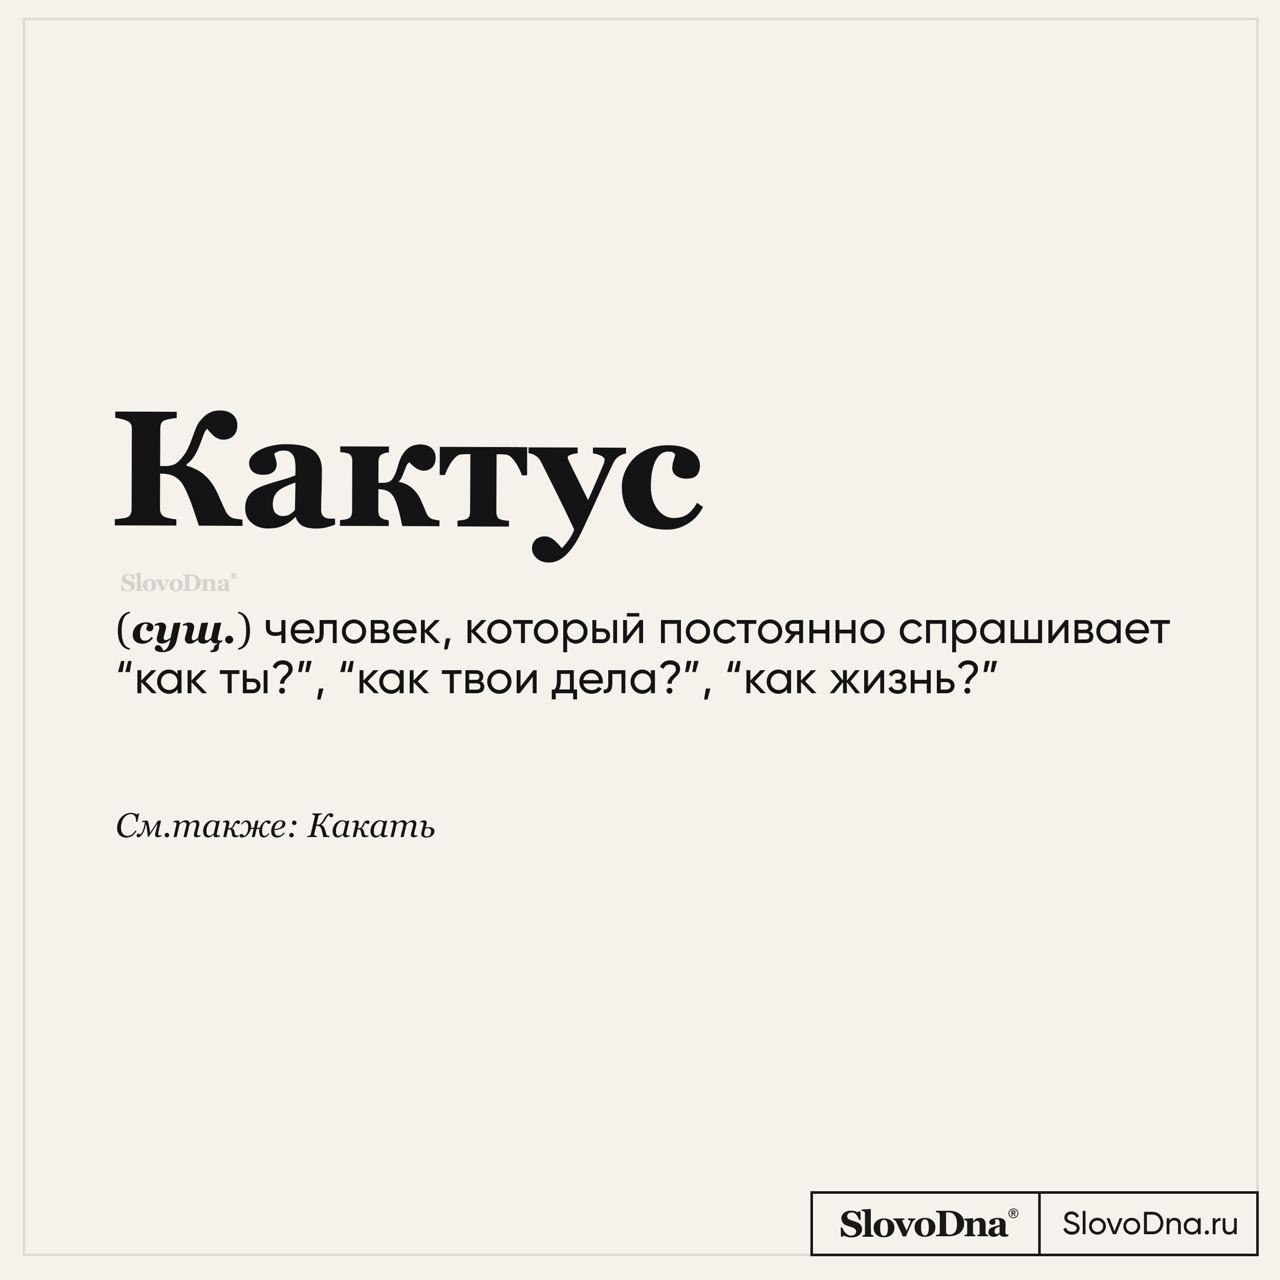 Кактус
SlovoDna®
(сущ.) человек, который постоянно спрашивает
“как ты?”, “как твои дела?”, “как жизнь?”
См.также: Какать
SlovoDna® SlovoDna.ru